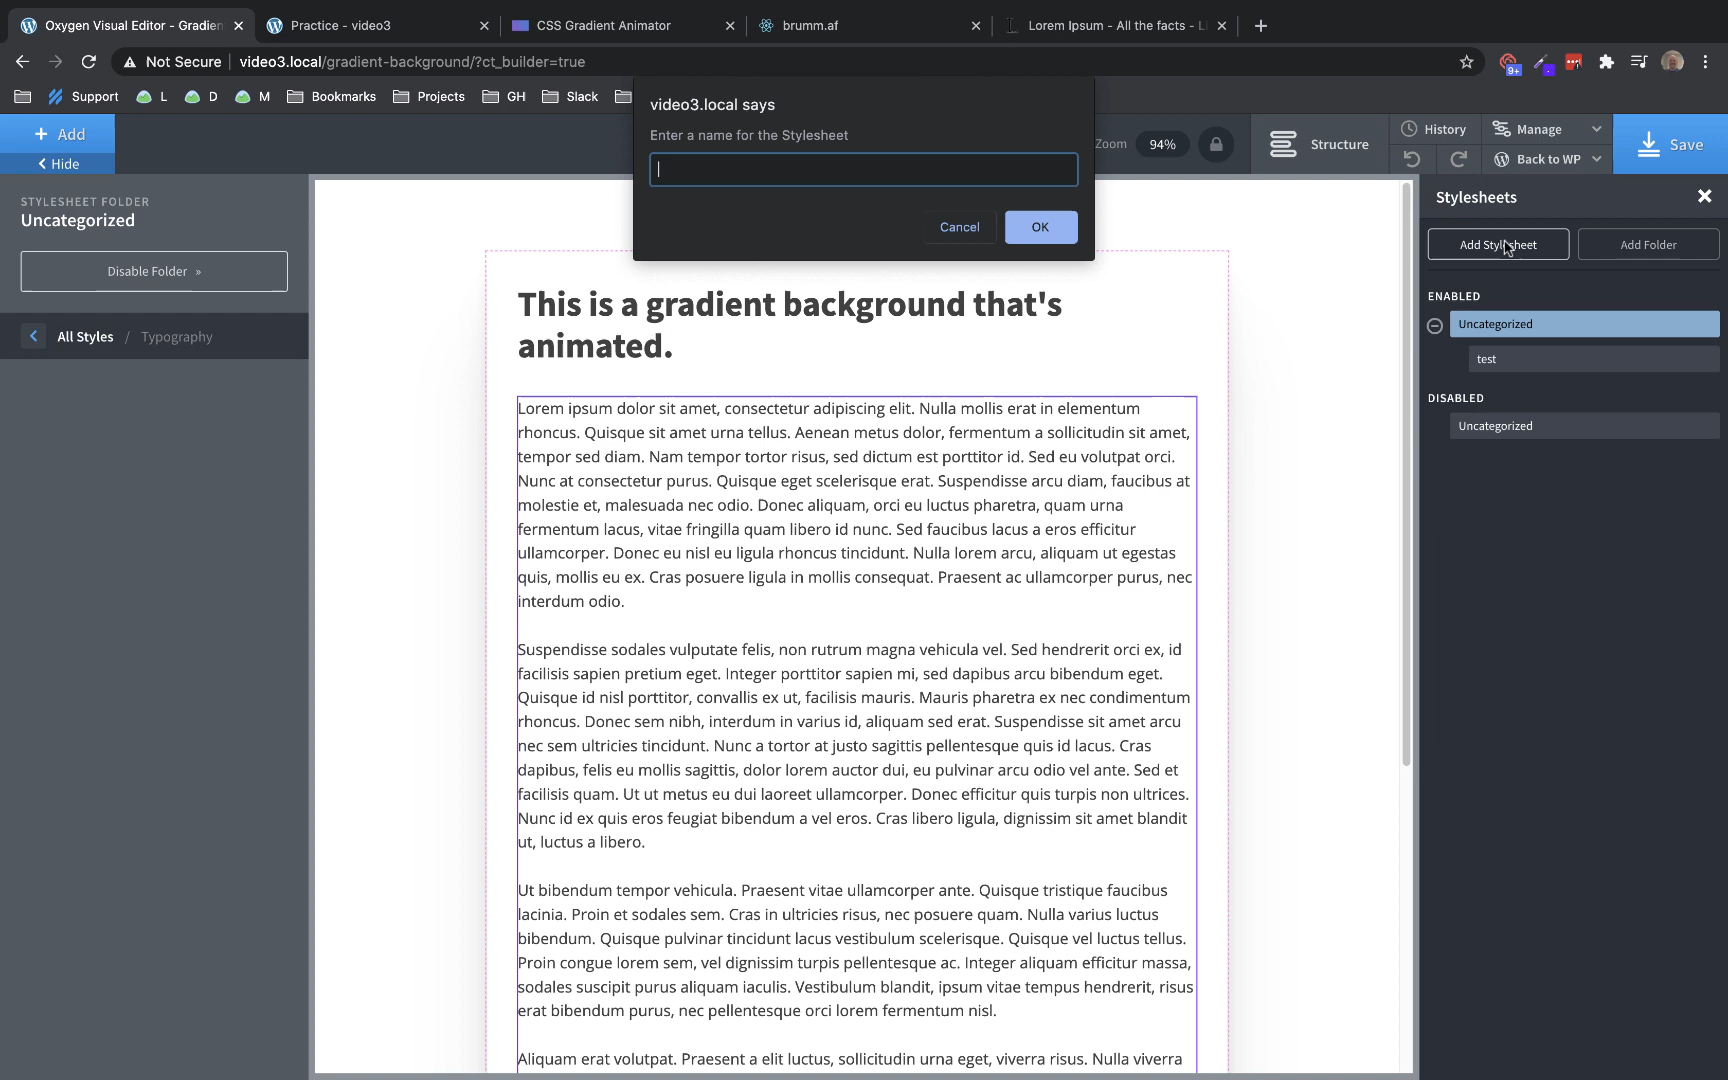 Oxygen Visual Editor - Gradien
Practice - video3
CSS Gradient Animator
brumm.af
Lorem Ipsum - All the facts - Li
Not Secure
video3.local/gradient-background/?ct_builder=true
9+
Support
L
D
M
Bookmarks
Projects
GH
Slack
video3.local says
Enter a name for the Stylesheet
Cancel
OK
+ Add
Hide
Zoom
94%
Structure
History
Manage
Back to WP
Save
STYLESHEET FOLDER
Uncategorized
Disable Folder »
All Styles / Typography
This is a gradient background that's
animated.
Lorem ipsum dolor sit amet, consectetur adipiscing elit. Nulla mollis erat in elementum
rhoncus. Quisque sit amet urna tellus. Aenean metus dolor, fermentum a sollicitudin sit amet,
tempor sed diam. Nam tempor tortor risus, sed dictum est porttitor id. Sed eu volutpat orci.
Nunc at consectetur purus. Quisque eget scelerisque erat. Suspendisse arcu diam, faucibus at
molestie et, malesuada nec odio. Donec aliquam, orci eu luctus pharetra, quam urna
fermentum lacus, vitae fringilla quam libero id nunc. Sed faucibus lacus a eros efficitur
ullamcorper. Donec eu nisl eu ligula rhoncus tincidunt. Nulla lorem arcu, aliquam ut egestas
quis, mollis eu ex. Cras posuere ligula in mollis consequat. Praesent ac ullamcorper purus, nec
interdum odio.
Suspendisse sodales vulputate felis, non rutrum magna vehicula vel. Sed hendrerit orci ex, id
facilisis sapien pretium eget. Integer porttitor sapien mi, sed dapibus arcu bibendum eget.
Quisque id nisl porttitor, convallis ex ut, facilisis mauris. Mauris pharetra ex nec condimentum
rhoncus. Donec sem nibh, interdum in varius id, aliquam sed erat. Suspendisse sit amet arcu
nec sem ultricies tincidunt. Nunc a tortor at justo sagittis pellentesque quis id lacus. Cras
dapibus, felis eu mollis sagittis, dolor lorem auctor dui, eu pulvinar arcu odio vel ante. Sed et
facilisis quam. Ut ut metus eu dui laoreet ullamcorper. Donec efficitur quis turpis non ultrices.
Nunc id ex quis eros feugiat bibendum a vel eros. Cras libero ligula, dignissim sit amet blandit
ut, luctus a libero.
Ut bibendum tempor vehicula. Praesent vitae ullamcorper ante. Quisque tristique faucibus
lacinia. Proin et sodales sem. Cras in ultricies risus, nec posuere quam. Nulla varius luctus
bibendum. Quisque pulvinar tincidunt lacus vestibulum scelerisque. Quisque vel luctus tellus.
Proin congue lorem sem, vel dignissim turpis pellentesque ac. Integer aliquam efficitur massa,
sodales suscipit purus aliquam iaculis. Vestibulum blandit, ipsum vitae tempus hendrerit, risus
erat bibendum purus, nec pellentesque orci lorem fermentum nisl.
Aliquam erat volutpat. Praesent a elit luctus, sollicitudin urna eget, viverra risus. Nulla viverra
Stylesheets
Add Stylesheet
Add Folder
ENABLED
Uncategorized
test
DISABLED
Uncategorized